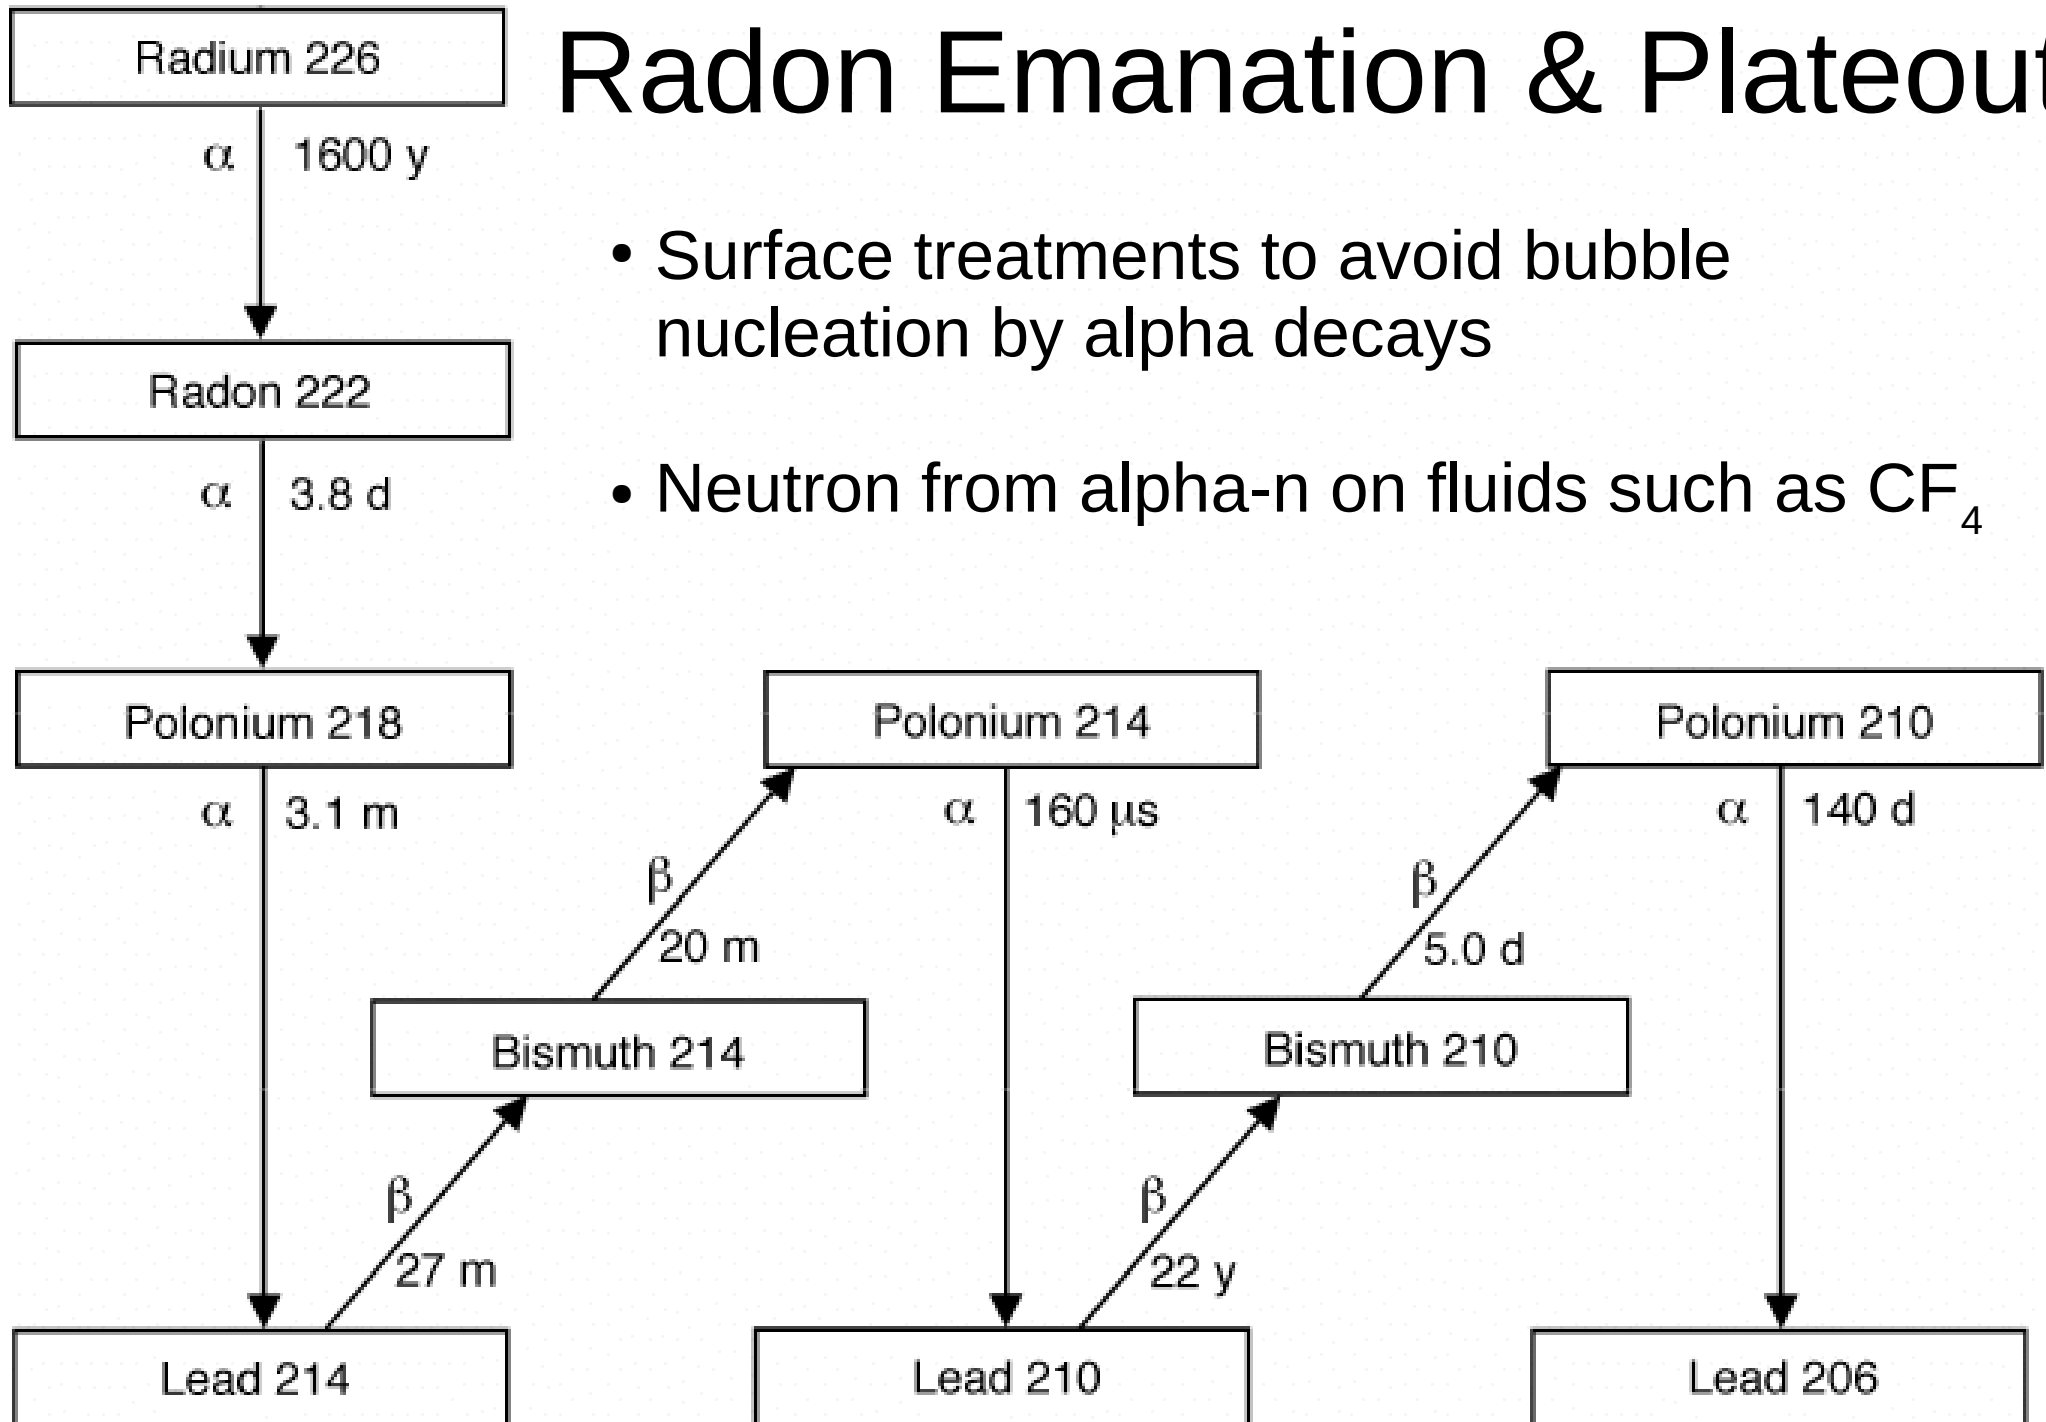 Radon Emanation & Plateout
Radium 226
α 1600 y
• Surface treatments to avoid bubble
nucleation by alpha decays
Radon 222
α 3.8 d
• Neutron from alpha-n on fluids such as CF₄
Polonium 218
Polonium 214
Polonium 210
α 3.1 m
α 160 μs
α 140 d
β
20 m
β
5.0 d
Bismuth 214
Bismuth 210
β
27 m
β
22 y
Lead 214
Lead 210
Lead 206